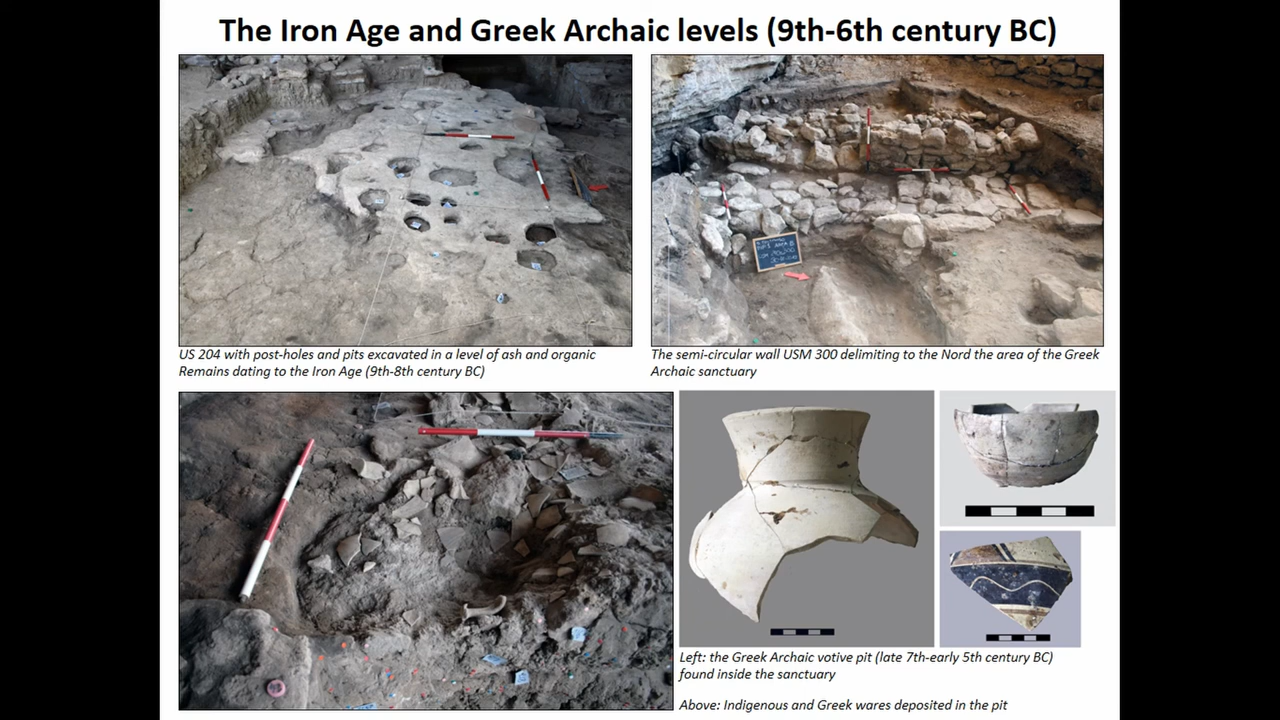 The Iron Age and Greek Archaic levels (9th-6th century BC)
US 204 with post-holes and pits excavated in a level of ash and organic
Remains dating to the Iron Age (9th-8th century BC)
The semi-circular wall USM 300 delimiting to the Nord the area of the Greek
Archaic sanctuary
Left: the Greek Archaic votive pit (late 7th-early 5th century BC)
found inside the sanctuary
Above: Indigenous and Greek wares deposited in the pit